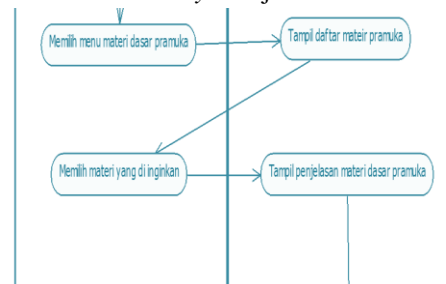 Memilih menu materi dasar pramuka
Tampil daftar mateir pramuka
Memilih materi yang di inginkan
Tampil penjelasan materi dasar pramuka